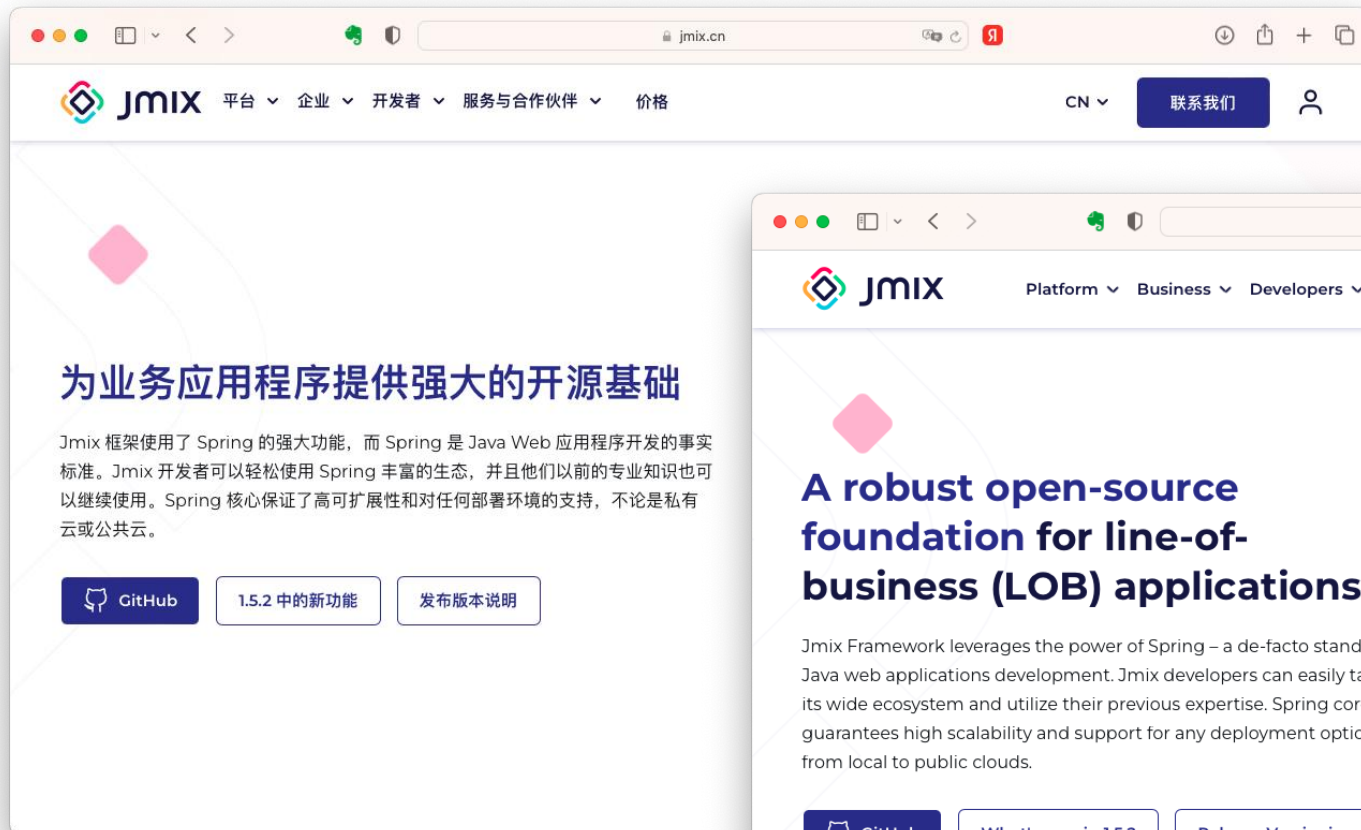 jmix.cn
Я
JMIX 平台 企业 开发者 服务与合作伙伴 价格 CN 联系我们
为业务应用程序提供强大的开源基础
Jmix 框架使用了 Spring 的强大功能，而 Spring 是 Java Web 应用程序开发的事实
标准。Jmix 开发者可以轻松使用 Spring 丰富的生态，并且他们以前的专业知识也可
以继续使用。Spring 核心保证了高可扩展性和对任何部署环境的支持，不论是私有
云或公共云。
GitHub 1.5.2 中的新功能 发布版本说明
JMIX Platform Business Developers
A robust open-source
foundation for line-of-
business (LOB) applications
Jmix Framework leverages the power of Spring – a de-facto stand
Java web applications development. Jmix developers can easily ta
its wide ecosystem and utilize their previous expertise. Spring cor
guarantees high scalability and support for any deployment optio
from local to public clouds.